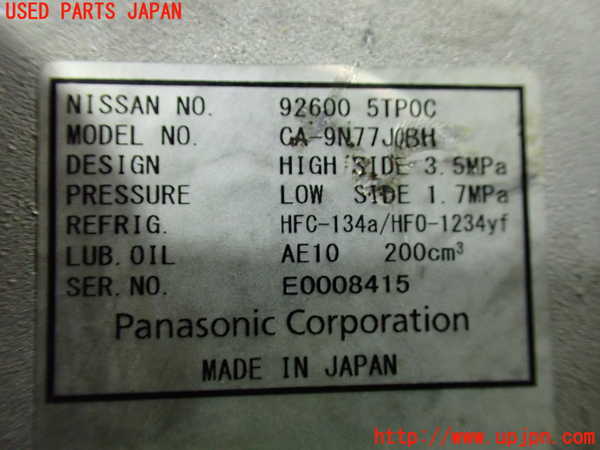 USED PARTS JAPAN
NISSAN NO. 92600 5TP0C
MODEL NO. CA-9N77J0BH
DESIGN HIGH SIDE 3.5MPa
PRESSURE LOW SIDE 1.7MPa
REFRIG. HFC-134a/HFO-1234yf
LUB.OIL AE10 200cm³
SER.NO. E0008415
Panasonic Corporation
MADE IN JAPAN
http://www.upjpn.com/